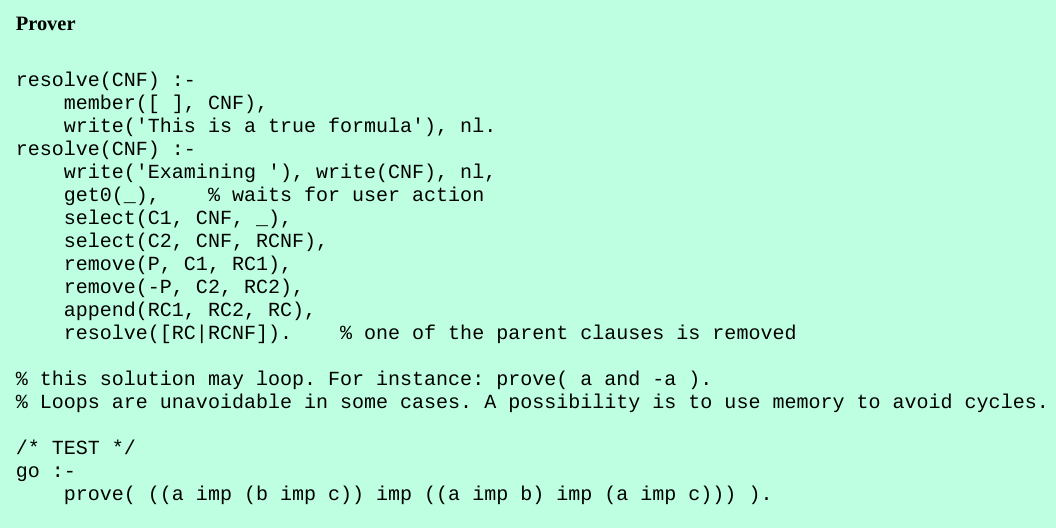 Prover
resolve(CNF) :-
    member([ ], CNF),
    write('This is a true formula'), nl.
resolve(CNF) :-
    write('Examining '), write(CNF), nl,
    get0(_),    % waits for user action
    select(C1, CNF, _),
    select(C2, CNF, RCNF),
    remove(P, C1, RC1),
    remove(-P, C2, RC2),
    append(RC1, RC2, RC),
    resolve([RC|RCNF]).    % one of the parent clauses is removed
% this solution may loop. For instance: prove( a and -a ).
% Loops are unavoidable in some cases. A possibility is to use memory to avoid cycles.
/* TEST */
go :-
    prove( ((a imp (b imp c)) imp ((a imp b) imp (a imp c))) ).